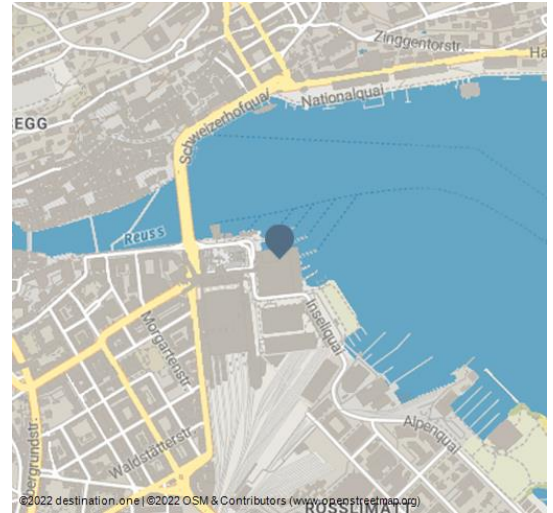 Zinggentorstr.
Ha
Nationalquai
Schweizerhofquai
EGG
Reuss
Inseliquai
Morgartenstr.
Alpenquai
Waldstätterstr.
bergrundstr.
RÖSSLIMATT
©2022 destination.one | ©2022 OSM & Contributors (www.openstreetmap.org)